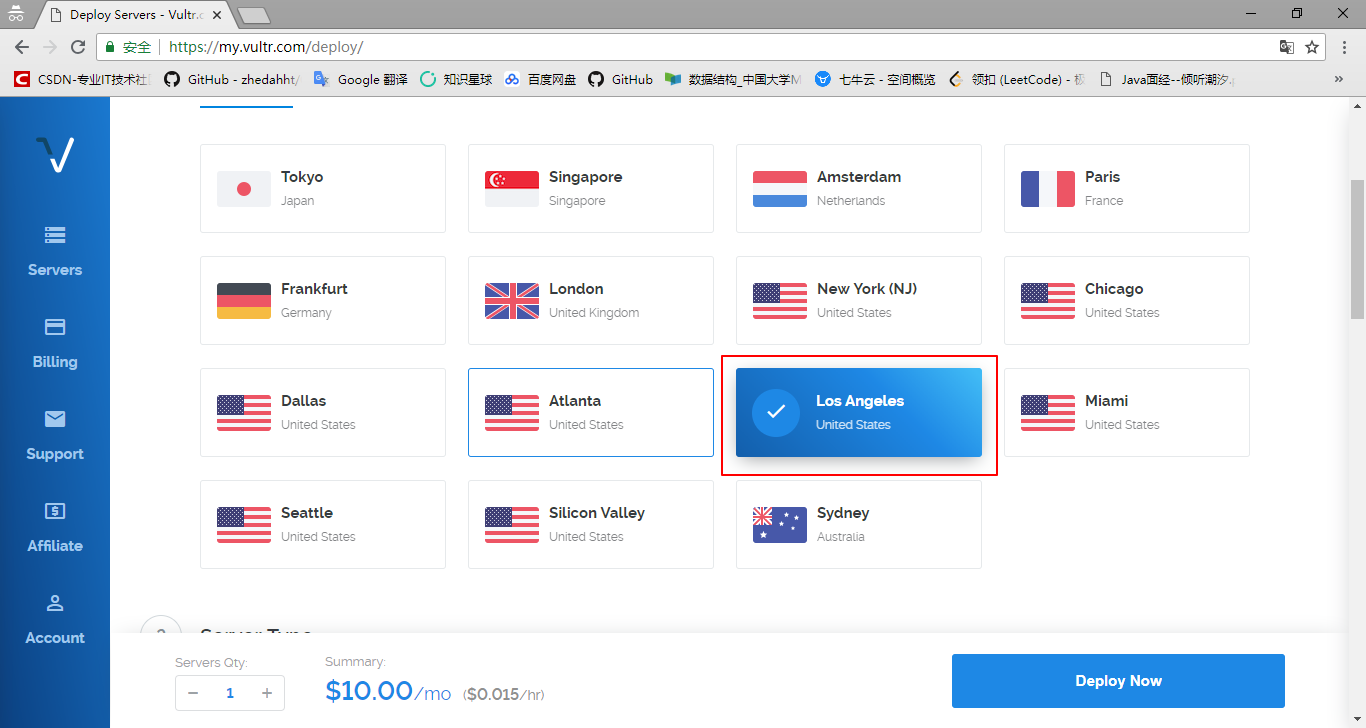 Deploy Servers - Vultr.c
安全
https://my.vultr.com/deploy/
CSDN-专业IT技术社
GitHub - zhedahht/
Google 翻译
知识星球
百度网盘
GitHub
数据结构_中国大学M
七牛云 - 空间概览
领扣 (LeetCode) - 极
Java面经--倾听潮汐.
»
Servers
Billing
Support
Affiliate
Account
Tokyo
Japan
Singapore
Singapore
Amsterdam
Netherlands
Paris
France
Frankfurt
Germany
London
United Kingdom
New York (NJ)
United States
Chicago
United States
Dallas
United States
Atlanta
United States
Los Angeles
United States
Miami
United States
Seattle
United States
Silicon Valley
United States
Sydney
Australia
Server Type
Servers Qty:
− 1 +
Summary:
$10.00/mo ($0.015/hr)
Deploy Now